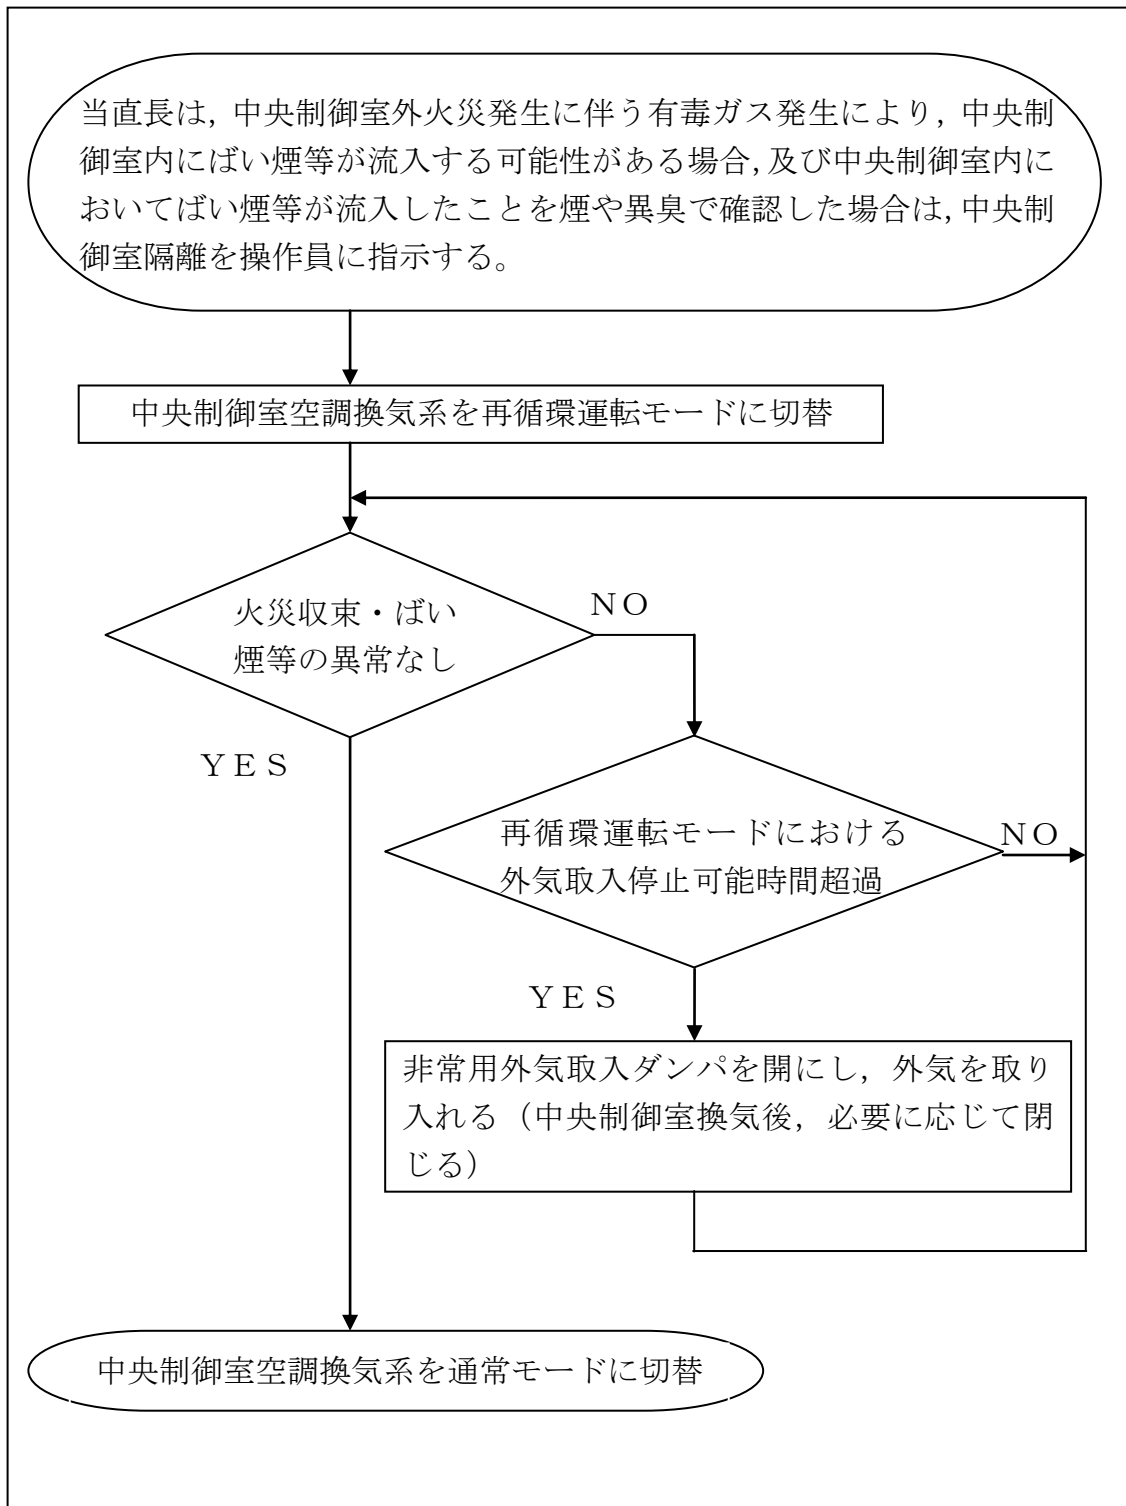 当直長は，中央制御室外火災発生に伴う有毒ガス発生により，中央制
御室内にばい煙等が流入する可能性がある場合，及び中央制御室内に
おいてばい煙等が流入したことを煙や異臭で確認した場合は，中央制
御室隔離を操作員に指示する。
中央制御室空調換気系を再循環運転モードに切替
火災収束・ばい
煙等の異常なし
ＮＯ
ＹＥＳ
再循環運転モードにおける
外気取入停止可能時間超過
ＮＯ
ＹＥＳ
非常用外気取入ダンパを開にし，外気を取り
入れる（中央制御室換気後，必要に応じて閉
じる）
中央制御室空調換気系を通常モードに切替